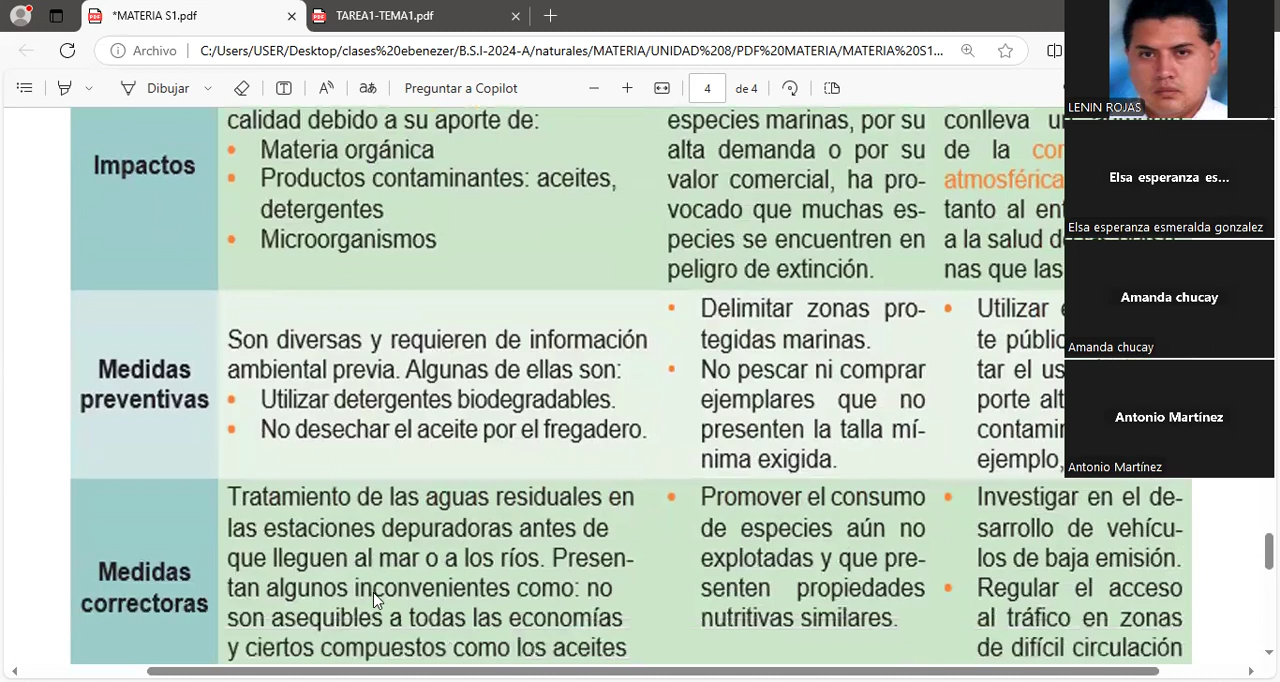 *MATERIA S1.pdf
TAREA1-TEMA1.pdf
Archivo
C:/Users/USER/Desktop/clases%20ebenezer/B.S.I-2024-A/naturales/MATERIA/UNIDAD%206/PDF%20MATERIA/MATERIA%20S1...
Dibujar
Preguntar a Copilot
4
de 4
LENIN ROJAS
Elsa esperanza es...
Elsa esperanza esmeralda gonzalez
Amanda chucay
Amanda chucay
Antonio Martínez
Antonio Martínez
Impactos
calidad debido a su aporte de:
• Materia orgánica
• Productos contaminantes: aceites,
detergentes
• Microorganismos
especies marinas, por su
alta demanda o por su
valor comercial, ha pro-
vocado que muchas es-
pecies se encuentren en
peligro de extinción.
conlleva
de la
atmosférica
tanto al
a la salud
nas que las
Medidas
preventivas
Son diversas y requieren de información
ambiental previa. Algunas de ellas son:
• Utilizar detergentes biodegradables.
• No desechar el aceite por el fregadero.
• Delimitar zonas pro-
tegidas marinas.
• No pescar ni comprar
ejemplares que no
presenten la talla mí-
nima exigida.
• Utilizar
te
tar el
porte
ejemplo,
Medidas
correctoras
Tratamiento de las aguas residuales en
las estaciones depuradoras antes de
que lleguen al mar o a los ríos. Presen-
tan algunos inconvenientes como: no
son asequibles a todas las economías
y ciertos compuestos como los aceites
• Promover el consumo
de especies aún no
explotadas y que pre-
senten propiedades
nutritivas similares.
• Investigar en el de-
sarrollo de vehícu-
los de baja emisión.
• Regular el acceso
al tráfico en zonas
de difícil circulación